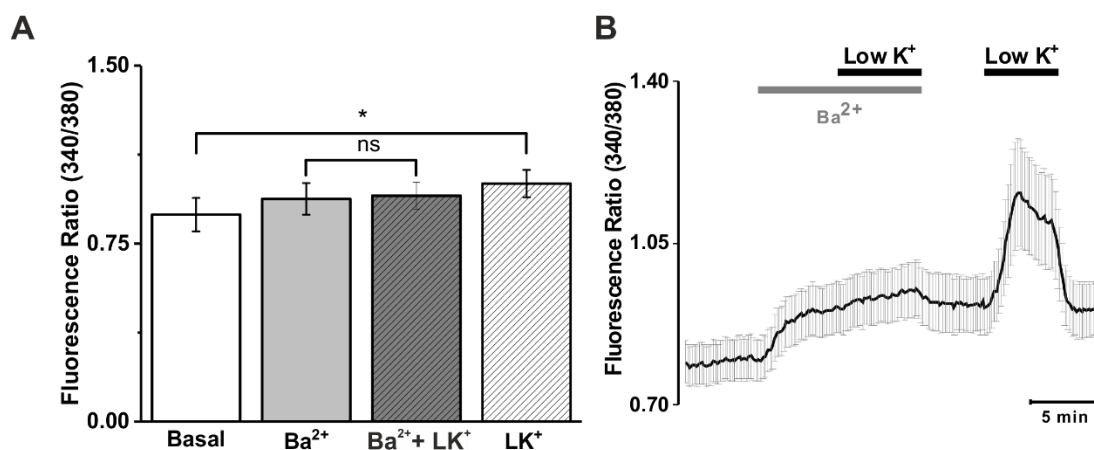 A
Fluorescence Ratio (340/380)
1.50
0.75
0.00
*
ns
Basal
Ba²⁺
Ba²⁺+ LK⁺
LK⁺
B
Low K⁺
Low K⁺
Ba²⁺
Fluorescence Ratio (340/380)
1.40
1.05
0.70
5 min